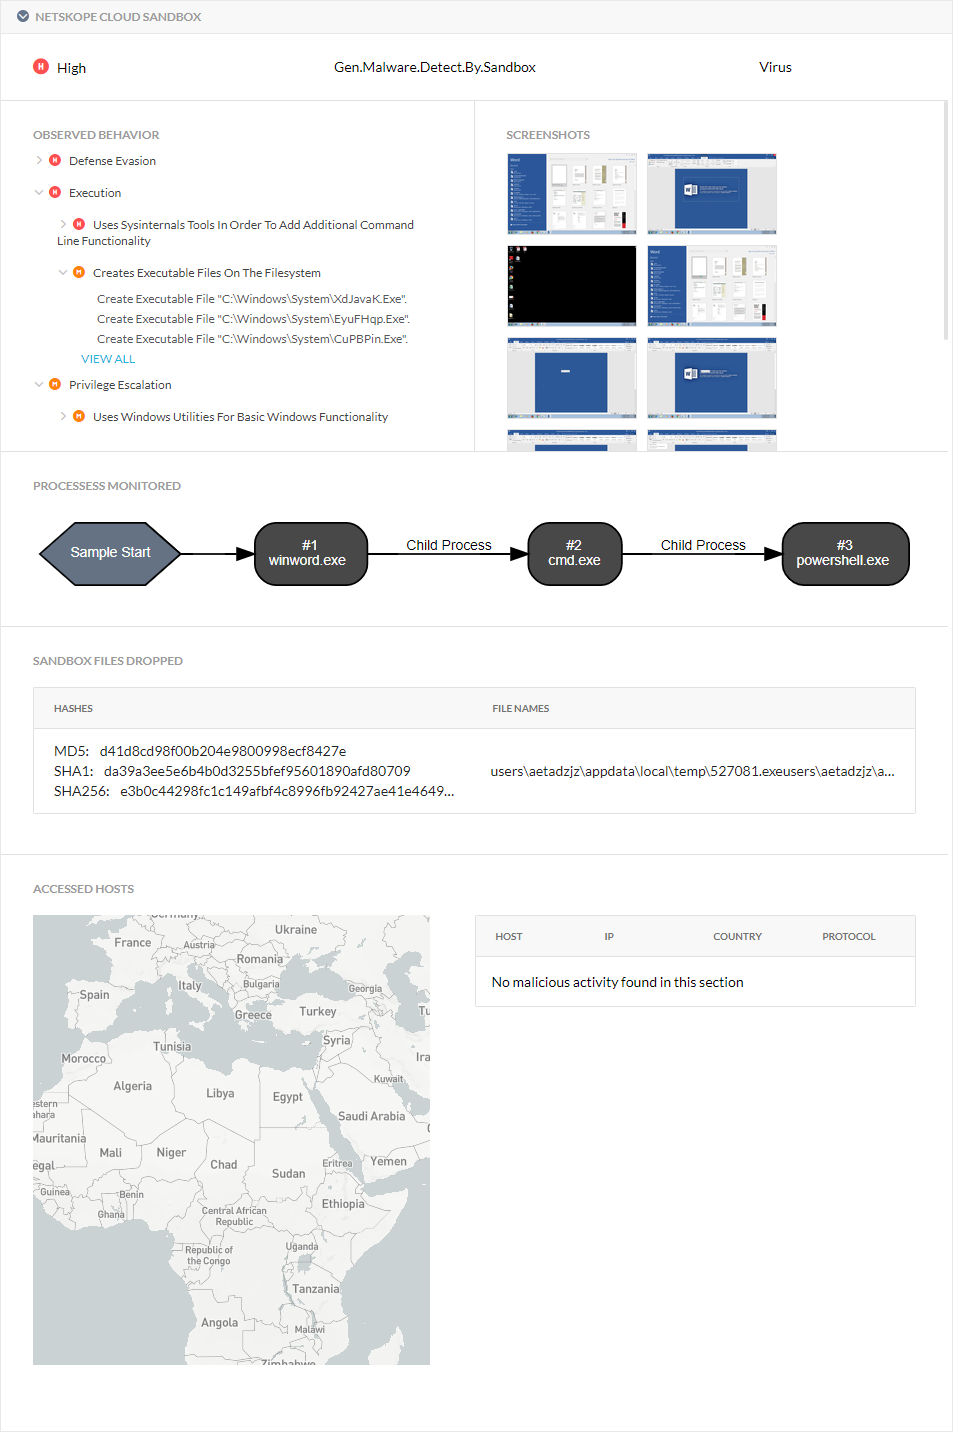 NETSKOPE CLOUD SANDBOX
H High
Gen.Malware.Detect.By.Sandbox
Virus
OBSERVED BEHAVIOR
H Defense Evasion
H Execution
H Uses Sysinternals Tools In Order To Add Additional Command
Line Functionality
M Creates Executable Files On The Filesystem
Create Executable File "C:\Windows\System\XdJavaK.Exe".
Create Executable File "C:\Windows\System\EyuFHqp.Exe".
Create Executable File "C:\Windows\System\CuPBPin.Exe".
VIEW ALL
M Privilege Escalation
M Uses Windows Utilities For Basic Windows Functionality
SCREENSHOTS
Word
PROCESSESS MONITORED
Sample Start
#1
winword.exe
Child Process
#2
cmd.exe
Child Process
#3
powershell.exe
SANDBOX FILES DROPPED
HASHES
FILE NAMES
MD5: d41d8cd98f00b204e9800998ecf8427e
SHA1: da39a3ee5e6b4b0d3255bfef95601890afd80709
SHA256: e3b0c44298fc1c149afbf4c8996fb92427ae41e4649...
users\aetadzjz\appdata\local\temp\527081.exeusers\aetadzjz\a...
ACCESSED HOSTS
Germany
Ukraine
France
Austria
Romania
Italy
Bulgaria
Georgia
Spain
Greece
Turkey
Tu
Tunisia
Syria
Morocco
Ira
Algeria
Libya
Egypt
Kuwait
estern
ahara
Saudi Arabia
Mauritania
Mali
Niger
Chad
Sudan
Eritrea
Yemen
egal
Guinea
Benin
Ghana
Central African
Republic
Ethiopia
Republic of
the Congo
Uganda
Tanzania
Angola
Malawi
Zimbabwe
HOST
IP
COUNTRY
PROTOCOL
No malicious activity found in this section